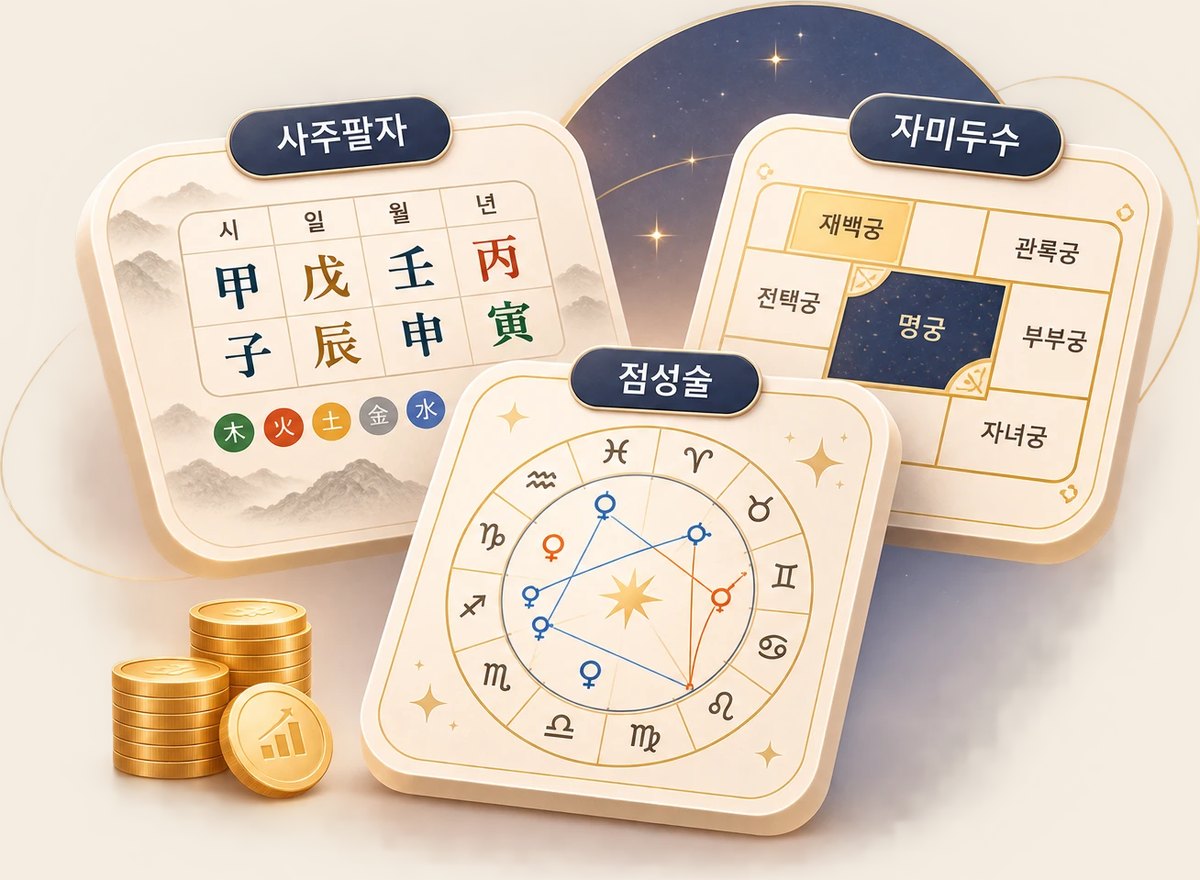 사주팔자
시 일 월 년
甲 戊 壬 丙
子 辰 申 寅
木 火 土 金 水
자미두수
재백궁
관록궁
전택궁
명궁
부부궁
자녀궁
점성술
♓ ♈ ♉ ♊ ♋ ♌ ♍ ♎ ♏ ♐ ♑ ♒